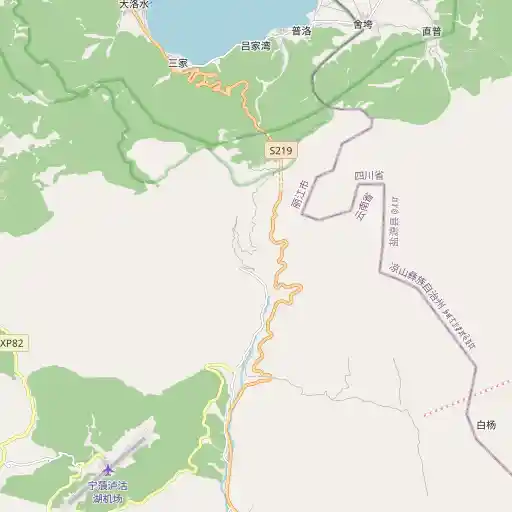 大洛水
吕家湾
普洛
舍垮
直普
三家
S219
四川省
丽江市
云南省
盐源县
凉山彝族自治州
XP82
白杨
宁蒗泸沽
湖机场